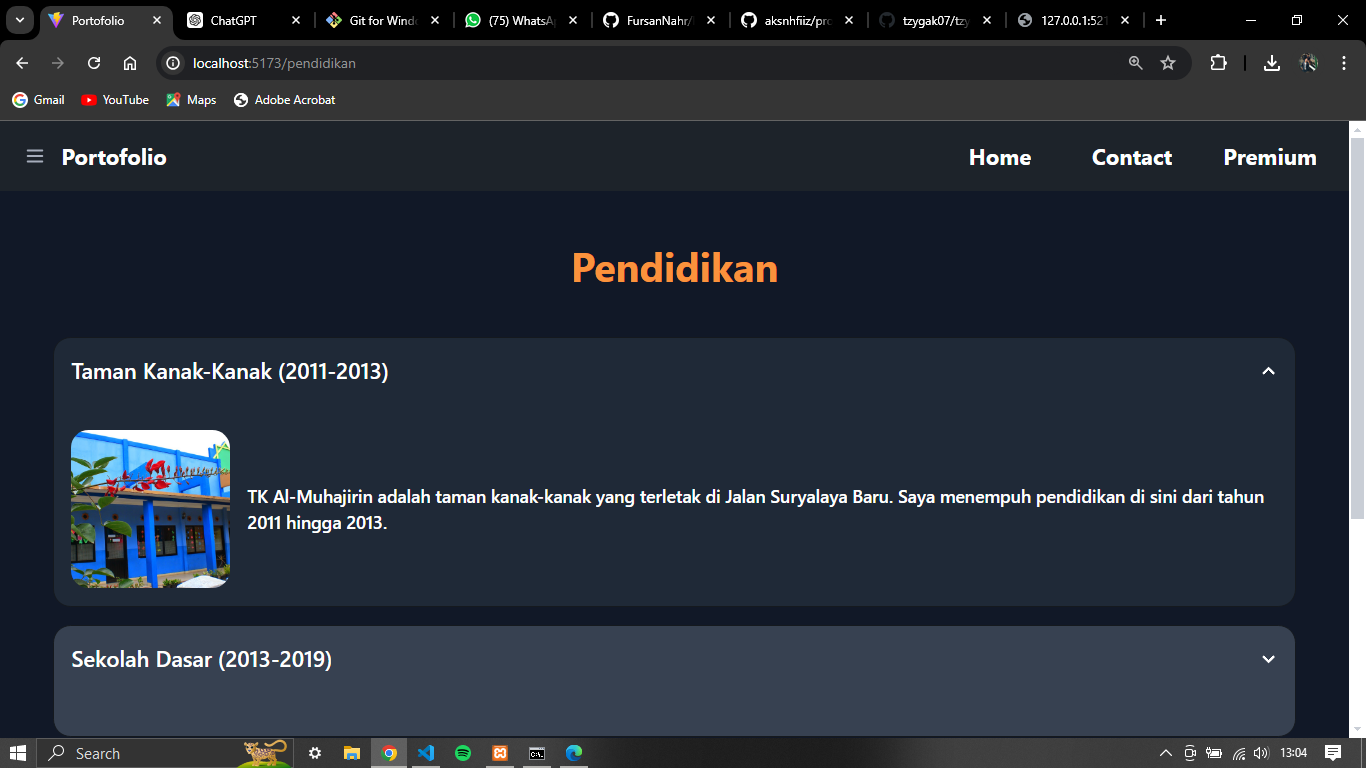 Portofolio
ChatGPT
Git for Wind
(75) WhatsA
FursanNahr/
aksnhfiiz/pro
tzygak07/tzy
127.0.0.1:521
localhost:5173/pendidikan
Gmail
YouTube
Maps
Adobe Acrobat
Portofolio
Home
Contact
Premium
Pendidikan
Taman Kanak-Kanak (2011-2013)
TK Al-Muhajirin adalah taman kanak-kanak yang terletak di Jalan Suryalaya Baru. Saya menempuh pendidikan di sini dari tahun
2011 hingga 2013.
Sekolah Dasar (2013-2019)
Search
13:04